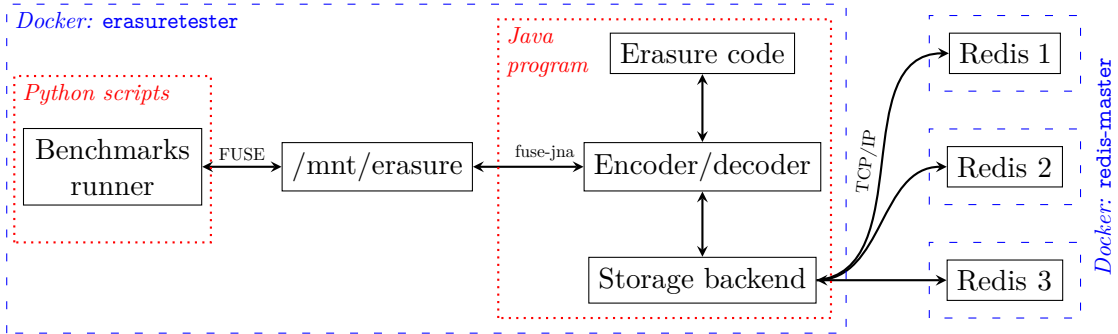 Docker: erasuretester
Python scripts
Benchmarks
runner
FUSE
/mnt/erasure
fuse-jna
Java
program
Erasure code
Encoder/decoder
Storage backend
TCP/IP
Redis 1
Redis 2
Redis 3
Docker: redis-master